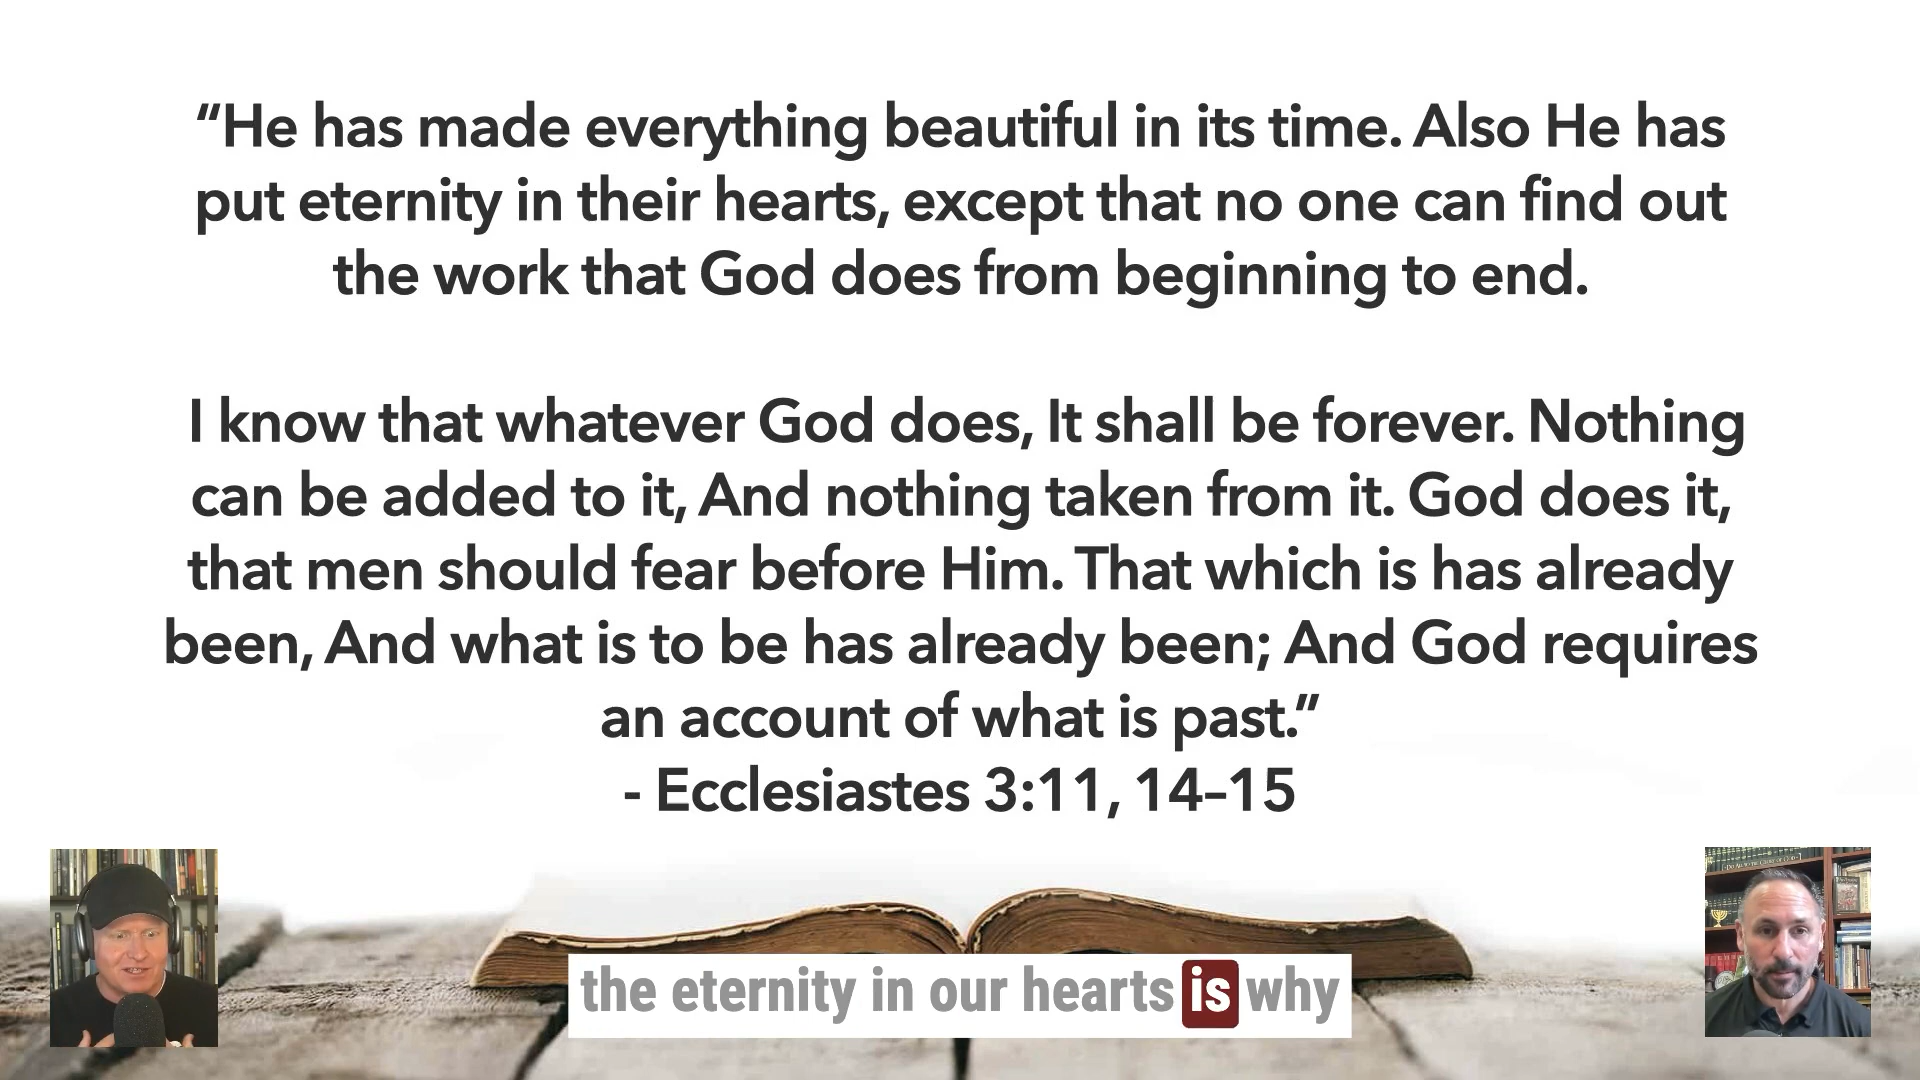 “He has made everything beautiful in its time. Also He has
put eternity in their hearts, except that no one can find out
the work that God does from beginning to end.
I know that whatever God does, It shall be forever. Nothing
can be added to it, And nothing taken from it. God does it,
that men should fear before Him. That which is has already
been, And what is to be has already been; And God requires
an account of what is past.”
- Ecclesiastes 3:11, 14–15
the eternity in our hearts is why